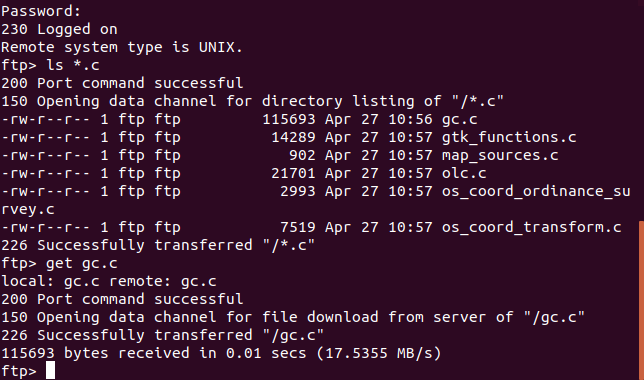 Password:
230 Logged on
Remote system type is UNIX.
ftp> ls *.c
200 Port command successful
150 Opening data channel for directory listing of "/*.c"
-rw-r--r-- 1 ftp ftp         115693 Apr 27 10:56 gc.c
-rw-r--r-- 1 ftp ftp          14289 Apr 27 10:57 gtk_functions.c
-rw-r--r-- 1 ftp ftp            902 Apr 27 10:57 map_sources.c
-rw-r--r-- 1 ftp ftp          21701 Apr 27 10:57 olc.c
-rw-r--r-- 1 ftp ftp           2993 Apr 27 10:57 os_coord_ordinance_su
rvey.c
-rw-r--r-- 1 ftp ftp           7519 Apr 27 10:57 os_coord_transform.c
226 Successfully transferred "/*.c"
ftp> get gc.c
local: gc.c remote: gc.c
200 Port command successful
150 Opening data channel for file download from server of "/gc.c"
226 Successfully transferred "/gc.c"
115693 bytes received in 0.01 secs (17.5355 MB/s)
ftp>